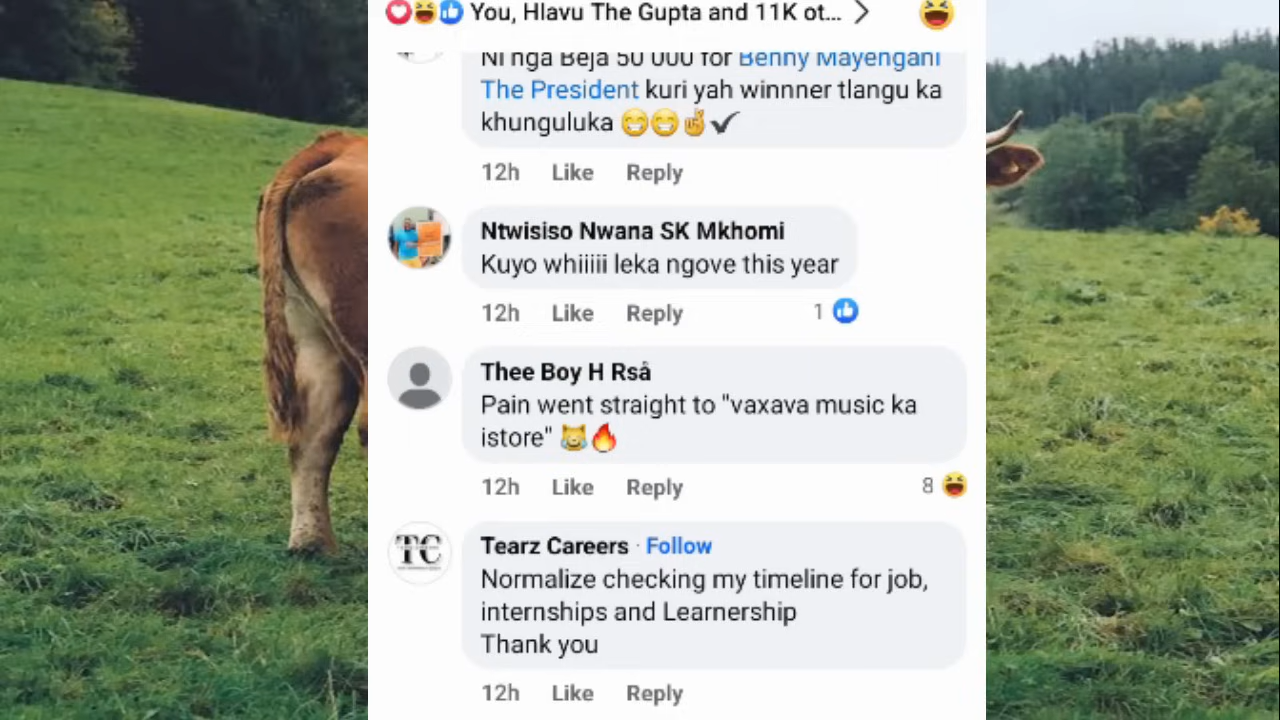 You, Hlavu The Gupta and 11K ot...
Ni nga Beja 50 000 for Benny Mayengani
The President kuri yah winnner tlangu ka
khunguluka
12h Like Reply
Ntwisiso Nwana SK Mkhomi
Kuyo whiiiii leka ngove this year
12h Like Reply 1
Thee Boy H Rså
Pain went straight to "vaxava music ka
istore"
12h Like Reply 8
TC
Tearz Careers · Follow
Normalize checking my timeline for job,
internships and Learnership
Thank you
12h Like Reply